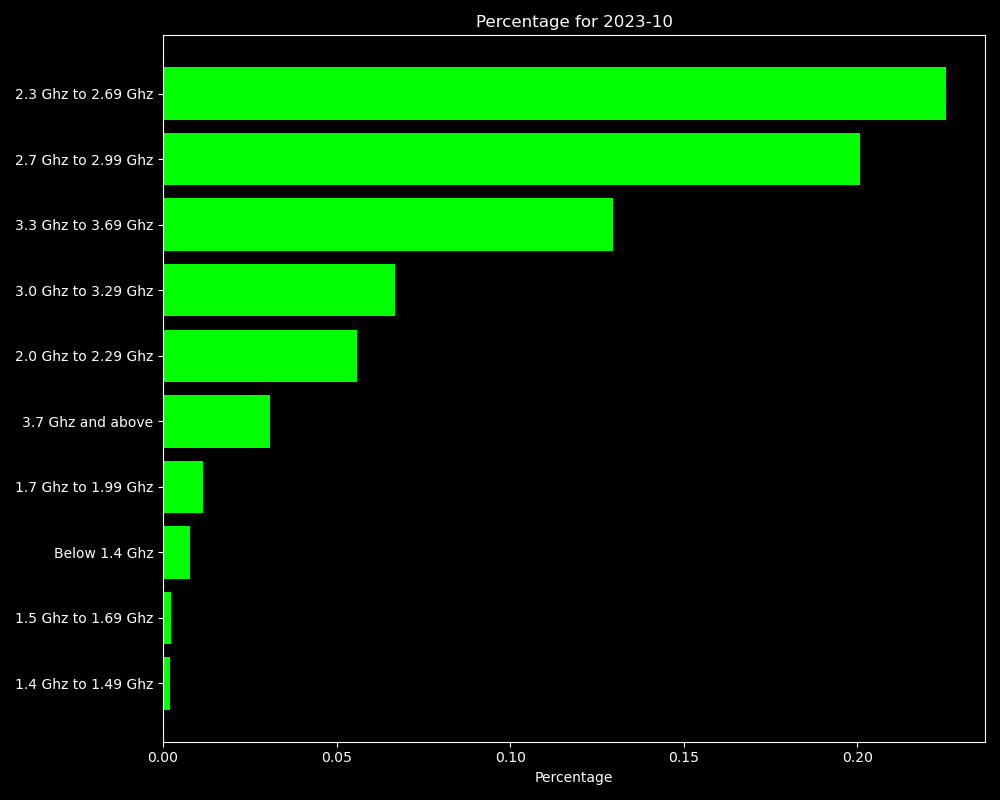 Percentage for 2023-10
2.3 Ghz to 2.69 Ghz
2.7 Ghz to 2.99 Ghz
3.3 Ghz to 3.69 Ghz
3.0 Ghz to 3.29 Ghz
2.0 Ghz to 2.29 Ghz
3.7 Ghz and above
1.7 Ghz to 1.99 Ghz
Below 1.4 Ghz
1.5 Ghz to 1.69 Ghz
1.4 Ghz to 1.49 Ghz
0.00 0.05 0.10 0.15 0.20
Percentage